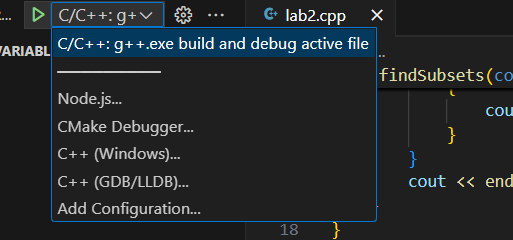 C/C++: g+
lab2.cpp
VARIABL
C/C++: g++.exe build and debug active file
Node.js...
CMake Debugger...
C++ (Windows)...
C++ (GDB/LLDB)...
Add Configuration...
...
findSubsets(co
{
cou
}
}
cout << end
18 }